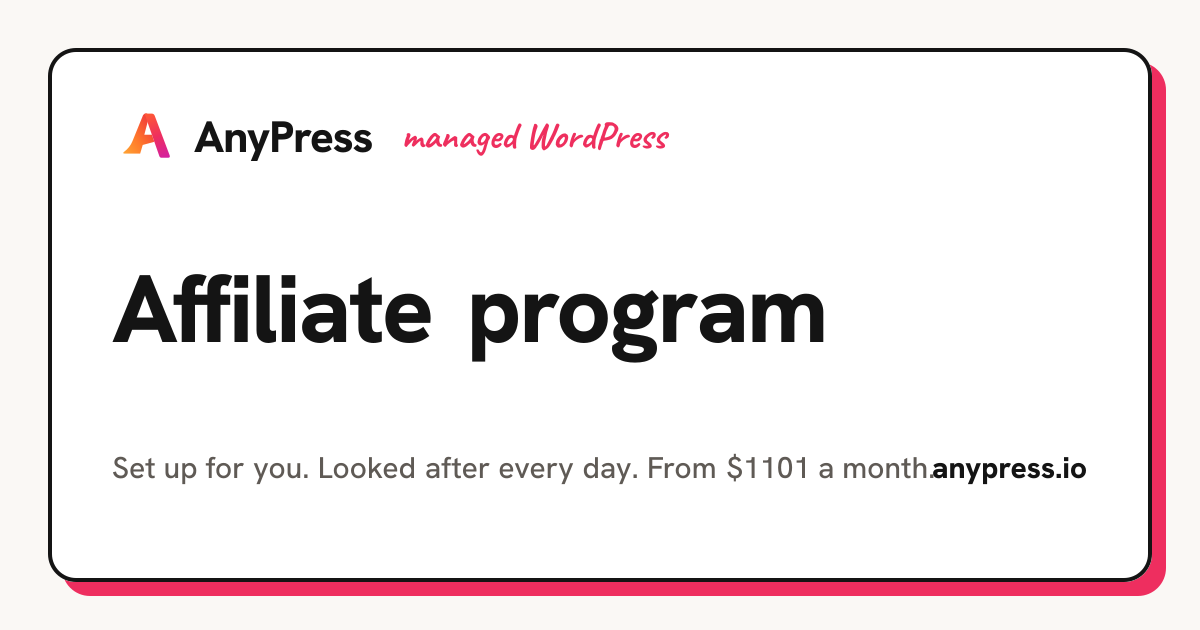 AnyPress managed WordPress
Affiliate program
Set up for you. Looked after every day. From $1101 a month. anypress.io